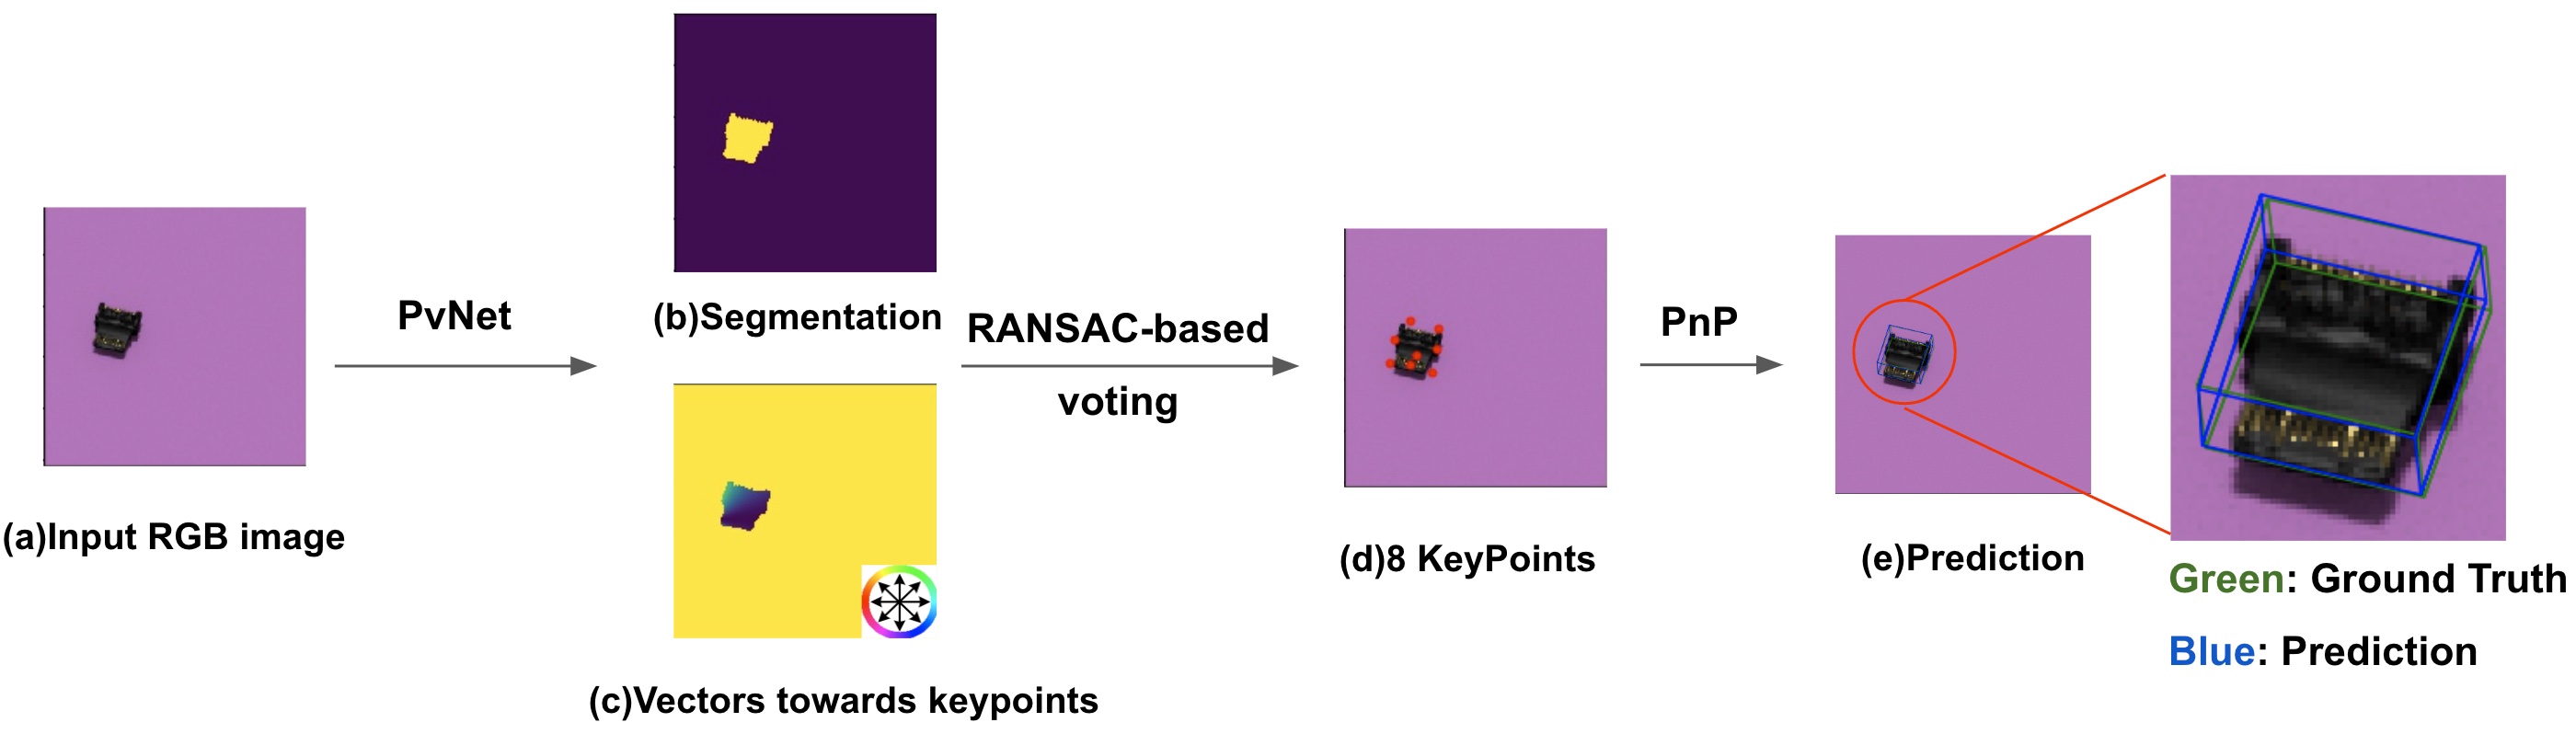 (a)Input RGB image
PvNet
(b)Segmentation
(c)Vectors towards keypoints
RANSAC-based
voting
(d)8 KeyPoints
PnP
(e)Prediction
Green: Ground Truth
Blue: Prediction